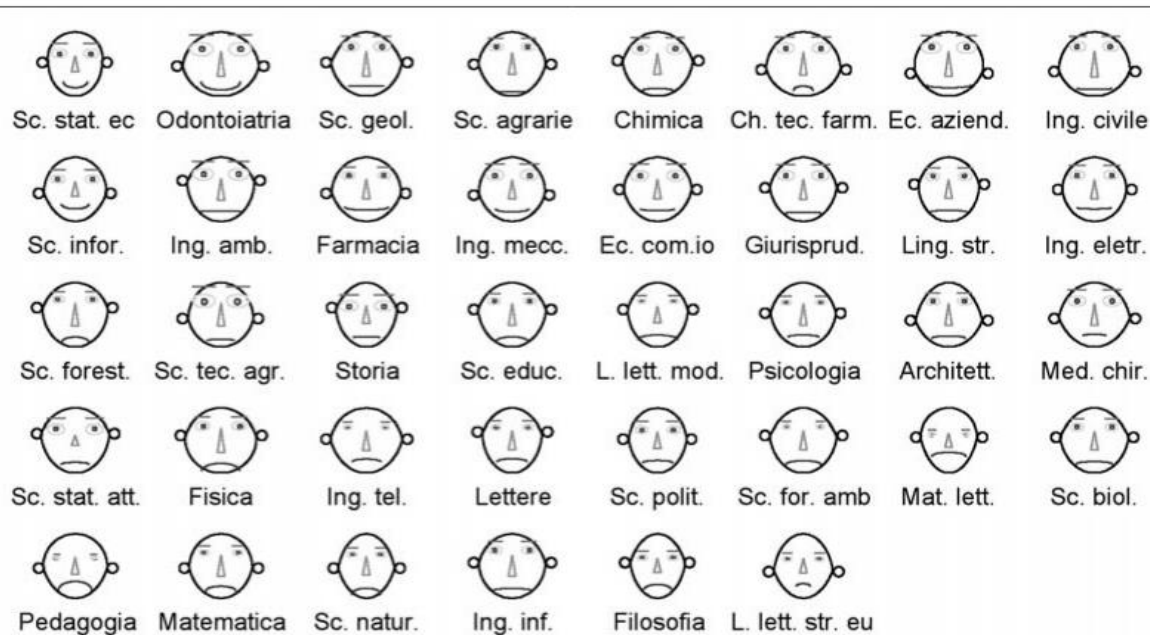 Sc. stat. ec Odontoiatria Sc. geol. Sc. agrarie Chimica Ch. tec. farm. Ec. aziend. Ing. civile
Sc. infor. Ing. amb. Farmacia Ing. mecc. Ec. com.io Giurisprud. Ling. str. Ing. eletr.
Sc. forest. Sc. tec. agr. Storia Sc. educ. L. lett. mod. Psicologia Architett. Med. chir.
Sc. stat. att. Fisica Ing. tel. Lettere Sc. polit. Sc. for. amb Mat. lett. Sc. biol.
Pedagogia Matematica Sc. natur. Ing. inf. Filosofia L. lett. str. eu